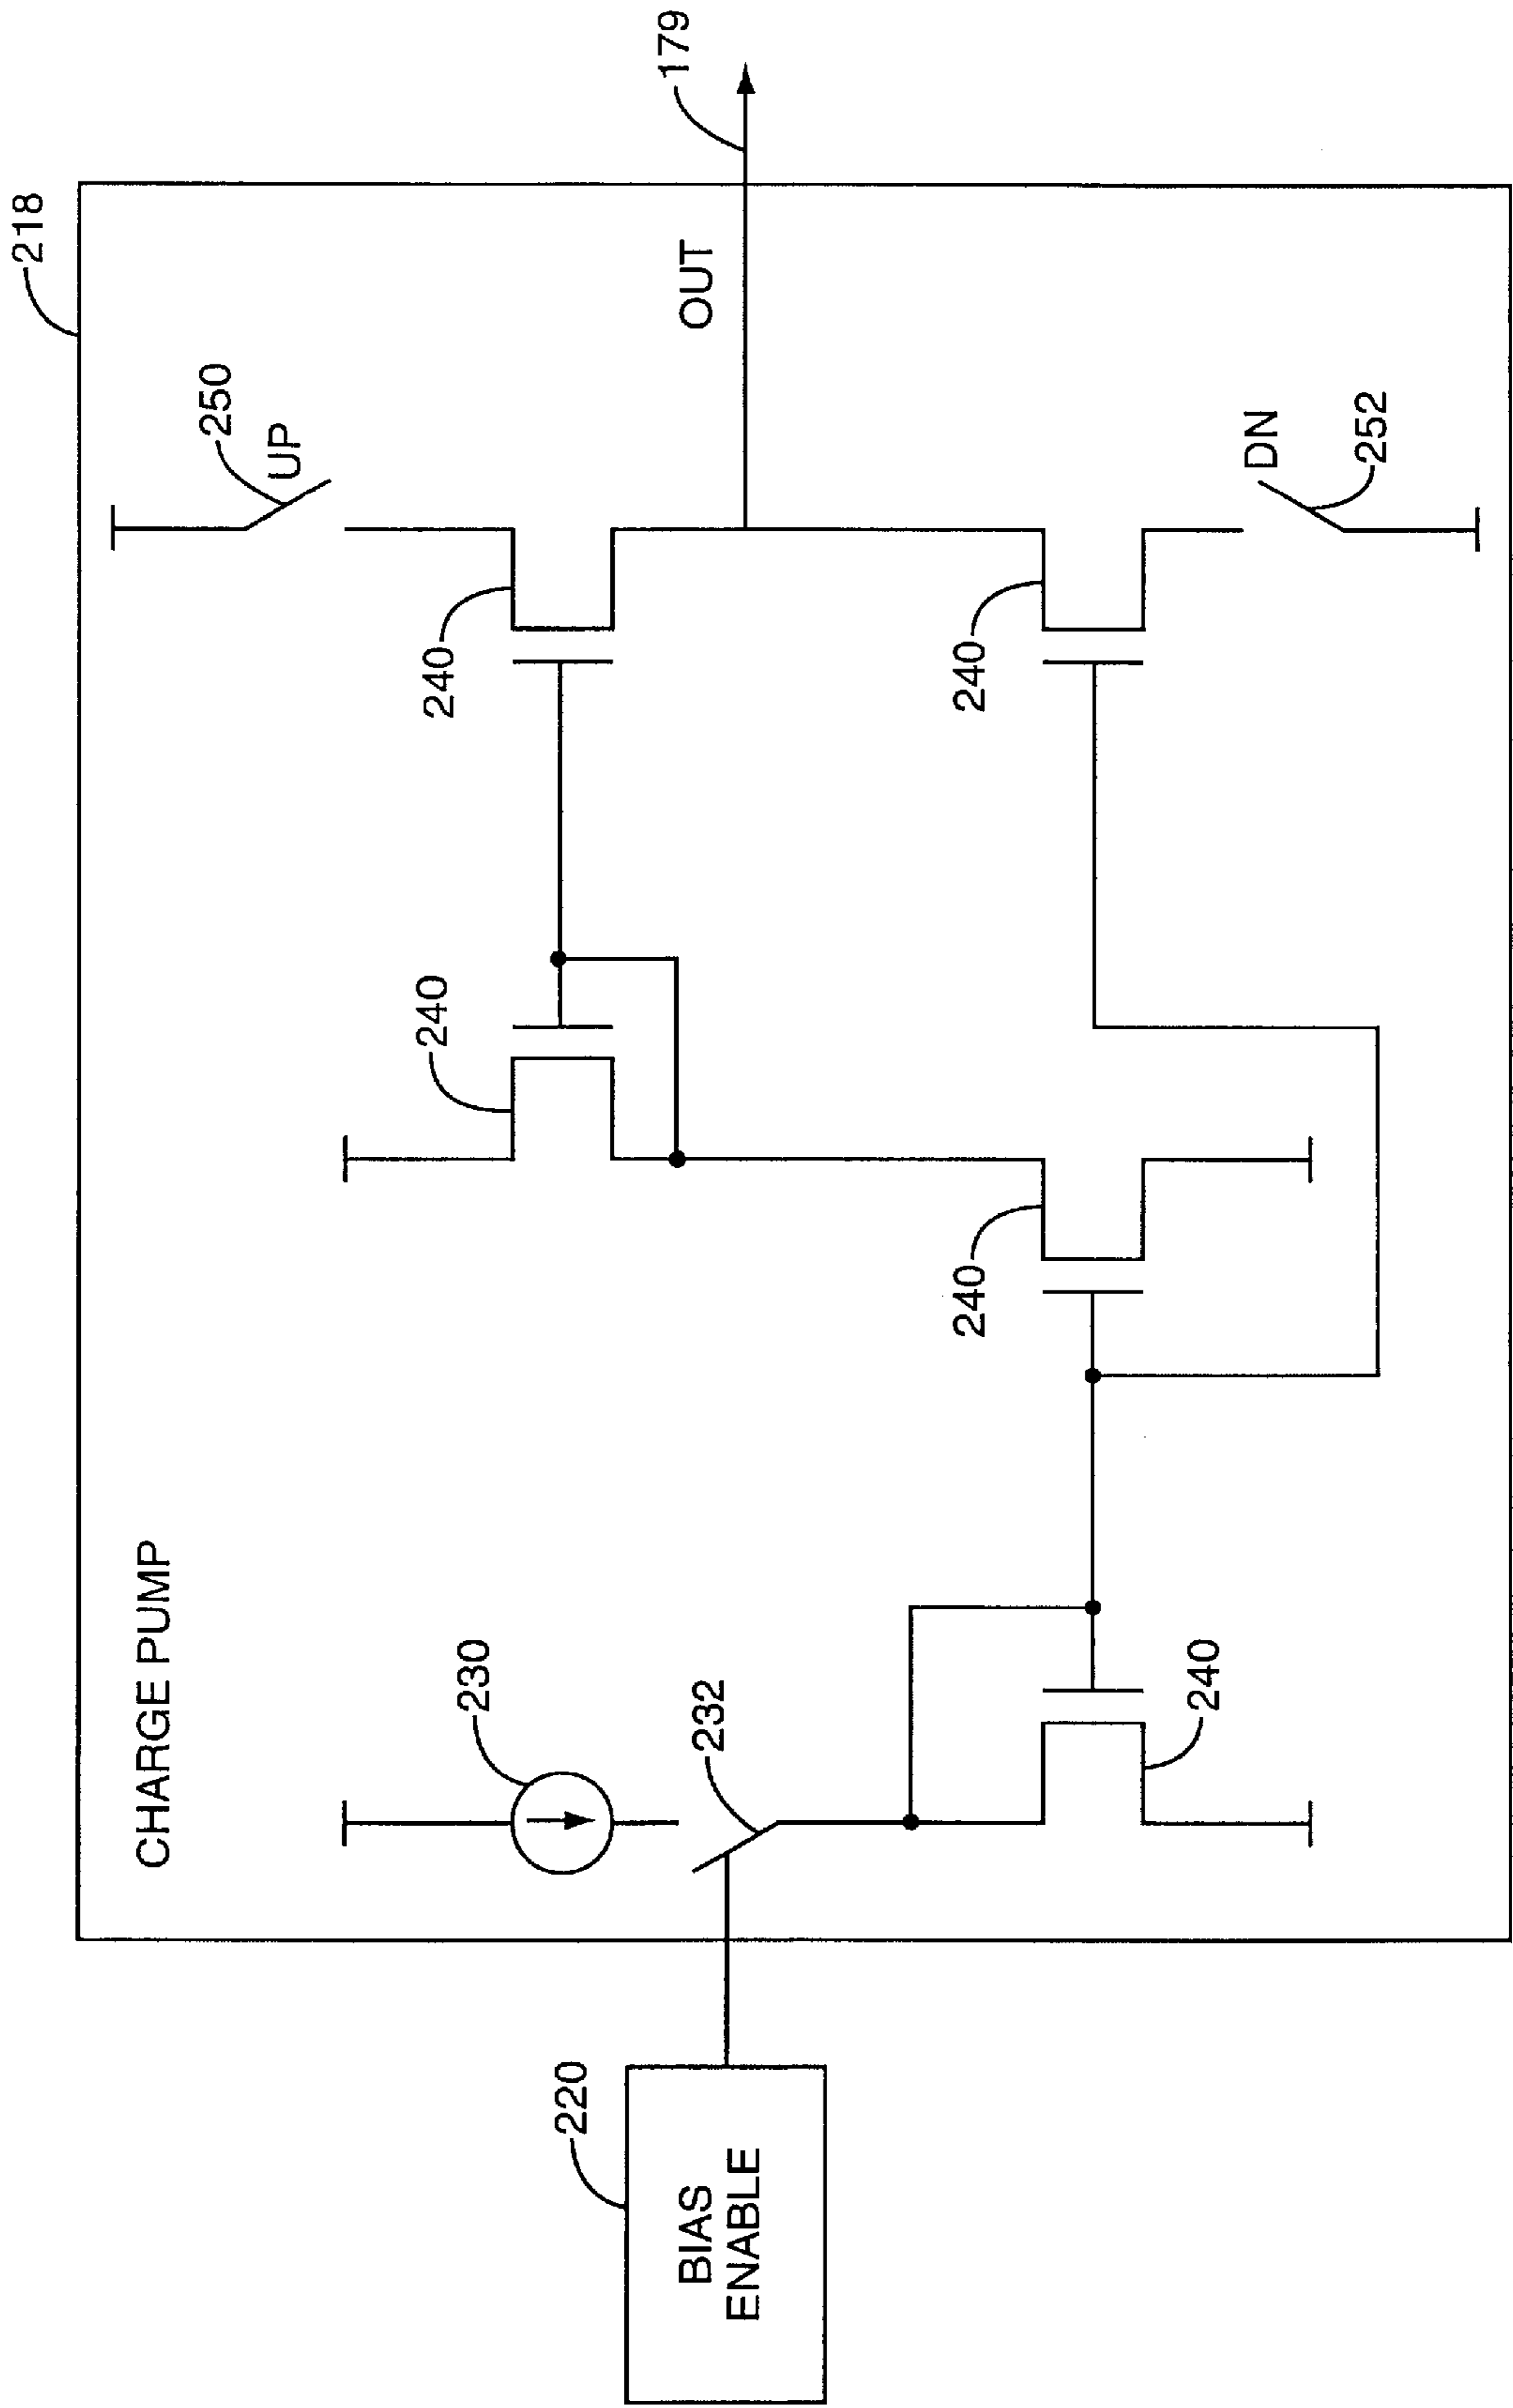 CHARGE PUMP
218
250
UP
230
240
240
179
OUT
220
BIAS
ENABLE
232
240
240
DN
252
240